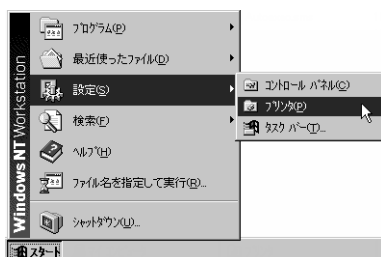 Windows NT Workstation
ﾌﾟﾛｸﾞﾗﾑ(P)
最近使ったﾌｧｲﾙ(D)
設定(S)
検索(F)
ﾍﾙﾌﾟ(H)
ﾌｧｲﾙ名を指定して実行(R)...
ｼｬｯﾄﾀﾞｳﾝ(U)...
ｺﾝﾄﾛｰﾙ ﾊﾟﾈﾙ(C)
ﾌﾟﾘﾝﾀ(P)
ﾀｽｸ ﾊﾞｰ(T)...
ｽﾀｰﾄ